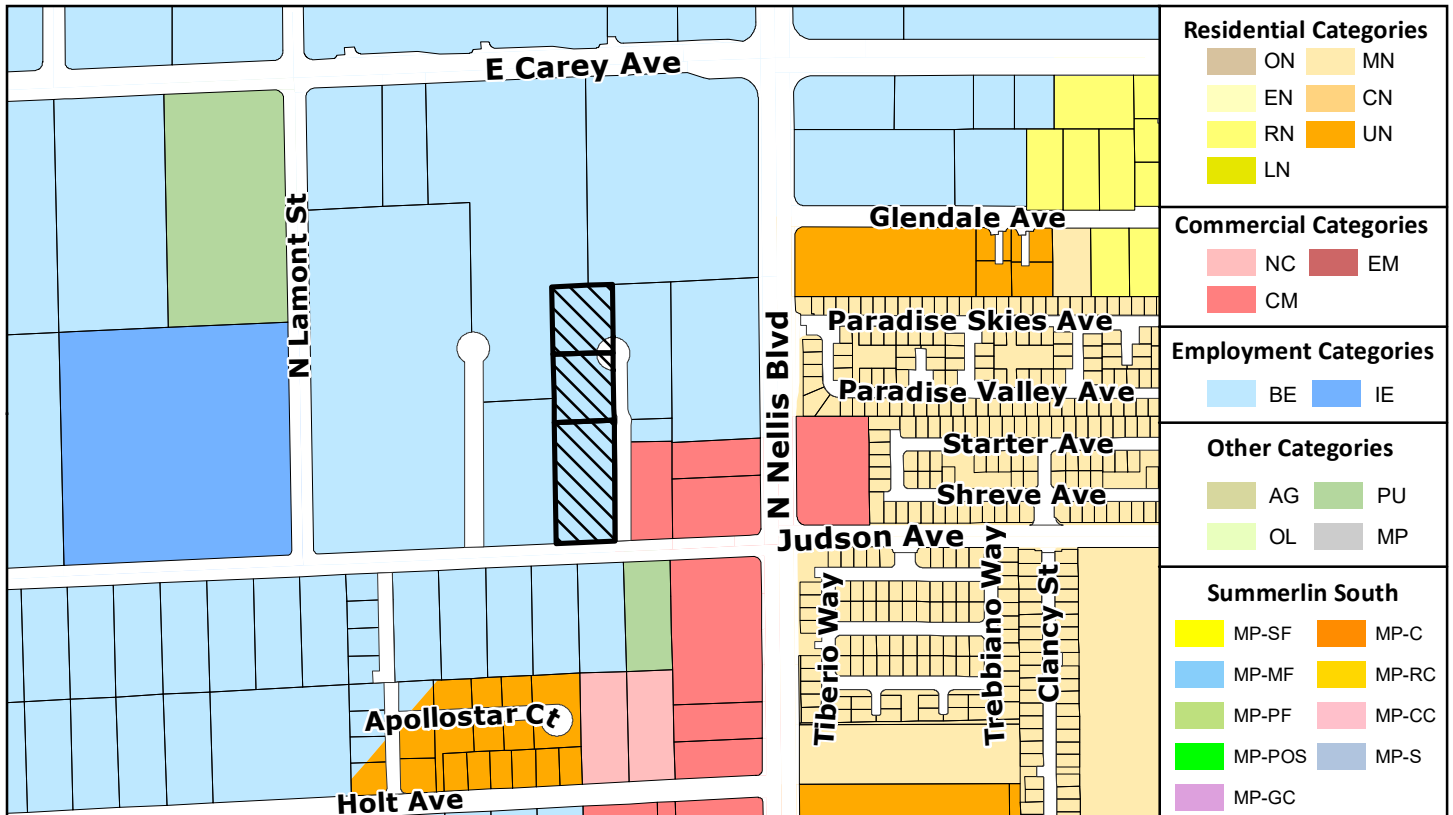 E Carey Ave
N Lamont St
Glendale Ave
Paradise Skies Ave
N Nellis Blvd
Paradise Valley Ave
Starter Ave
Shreve Ave
Judson Ave
Tiberio Way
Trebbiano Way
Clancy St
Apollostar Ct
Holt Ave
Residential Categories
ON MN
EN CN
RN UN
LN
Commercial Categories
NC EM
CM
Employment Categories
BE IE
Other Categories
AG PU
OL MP
Summerlin South
MP-SF MP-C
MP-MF MP-RC
MP-PF MP-CC
MP-POS MP-S
MP-GC